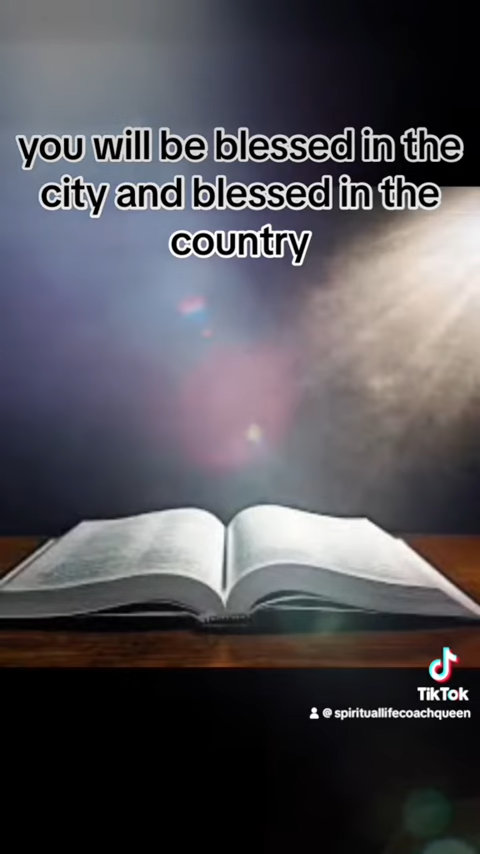 you will be blessed in the
city and blessed in the
country
TikTok
@spirituallifecoachqueen